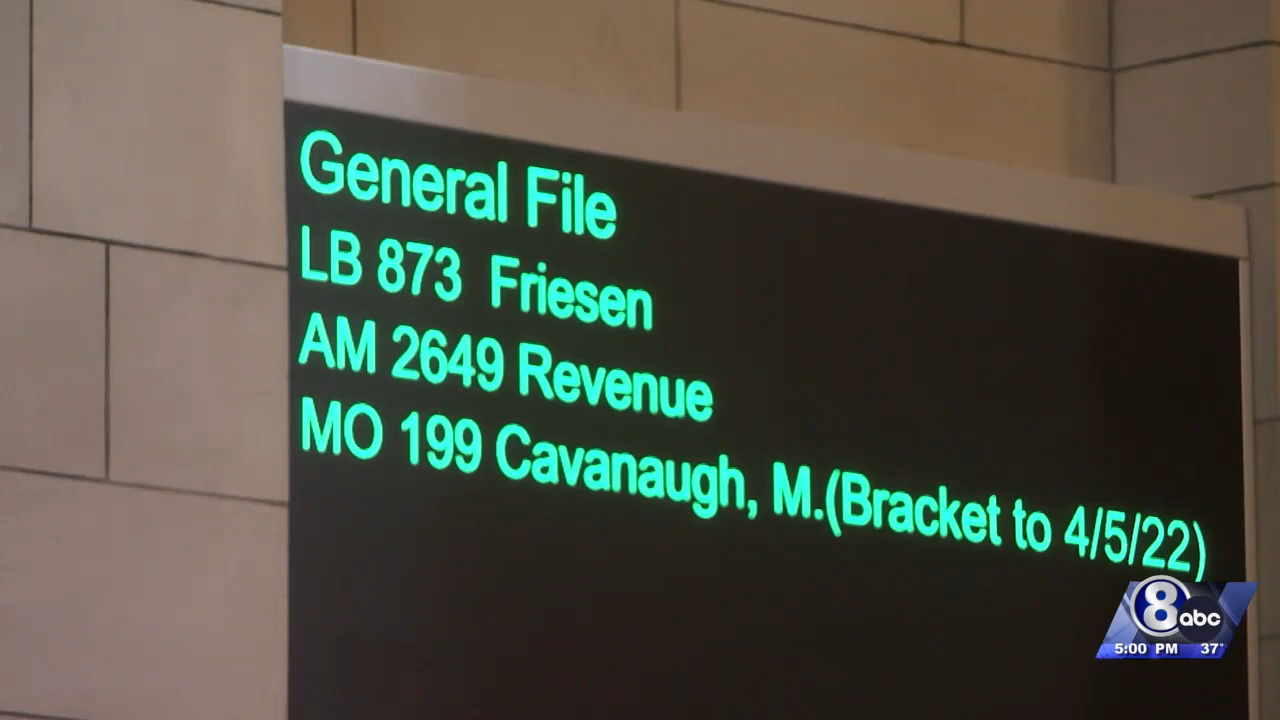 General File
LB 873 Friesen
AM 2649 Revenue
MO 199 Cavanaugh, M.(Bracket to 4/5/22)
8 abc
5:00 PM 37°